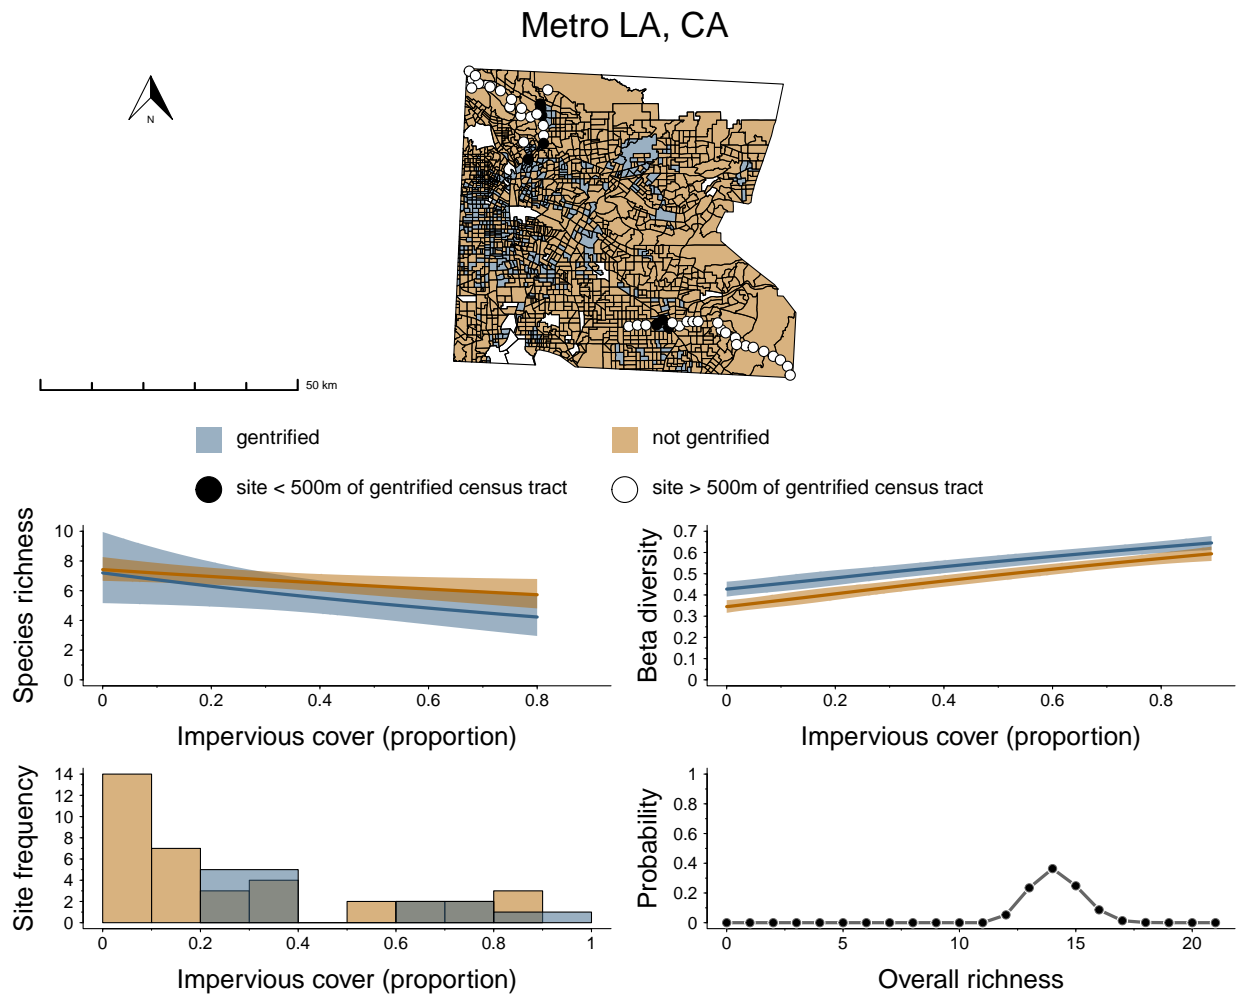 Metro LA, CA
N
50 km
gentrified
not gentrified
site < 500m of gentrified census tract
site > 500m of gentrified census tract
Species richness
10
8
6
4
2
0
0 0.2 0.4 0.6 0.8
Impervious cover (proportion)
Beta diversity
0.7
0.6
0.5
0.4
0.3
0.2
0.1
0
0 0.2 0.4 0.6 0.8
Impervious cover (proportion)
Site frequency
14
12
10
8
6
4
2
0
0 0.2 0.4 0.6 0.8 1
Impervious cover (proportion)
Probability
1
0.8
0.6
0.4
0.2
0
0 5 10 15 20
Overall richness